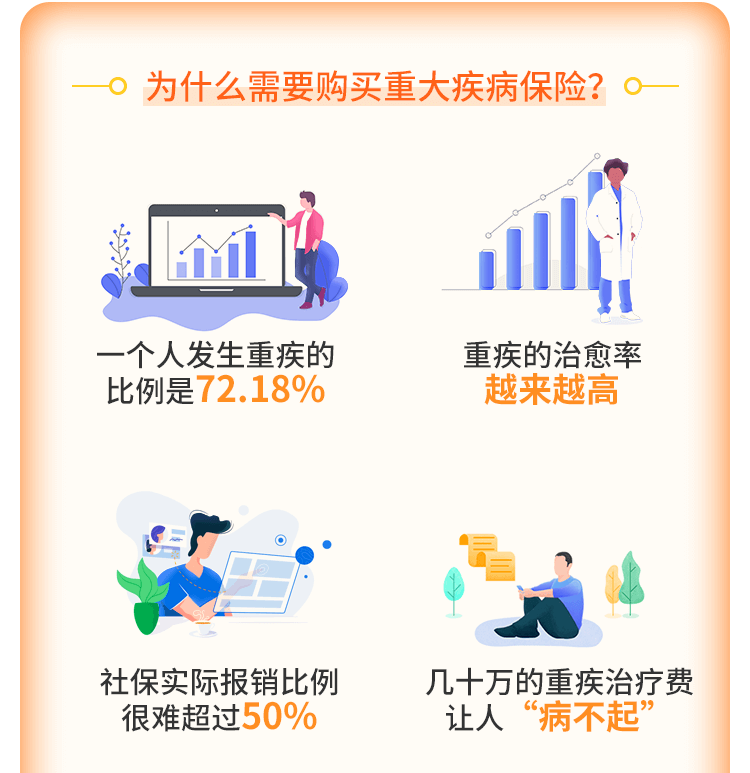 为什么需要购买重大疾病保险?
一个人发生重疾的
比例是72.18%
重疾的治愈率
越来越高
社保实际报销比例
很难超过50%
几十万的重疾治疗费
让人“病不起”